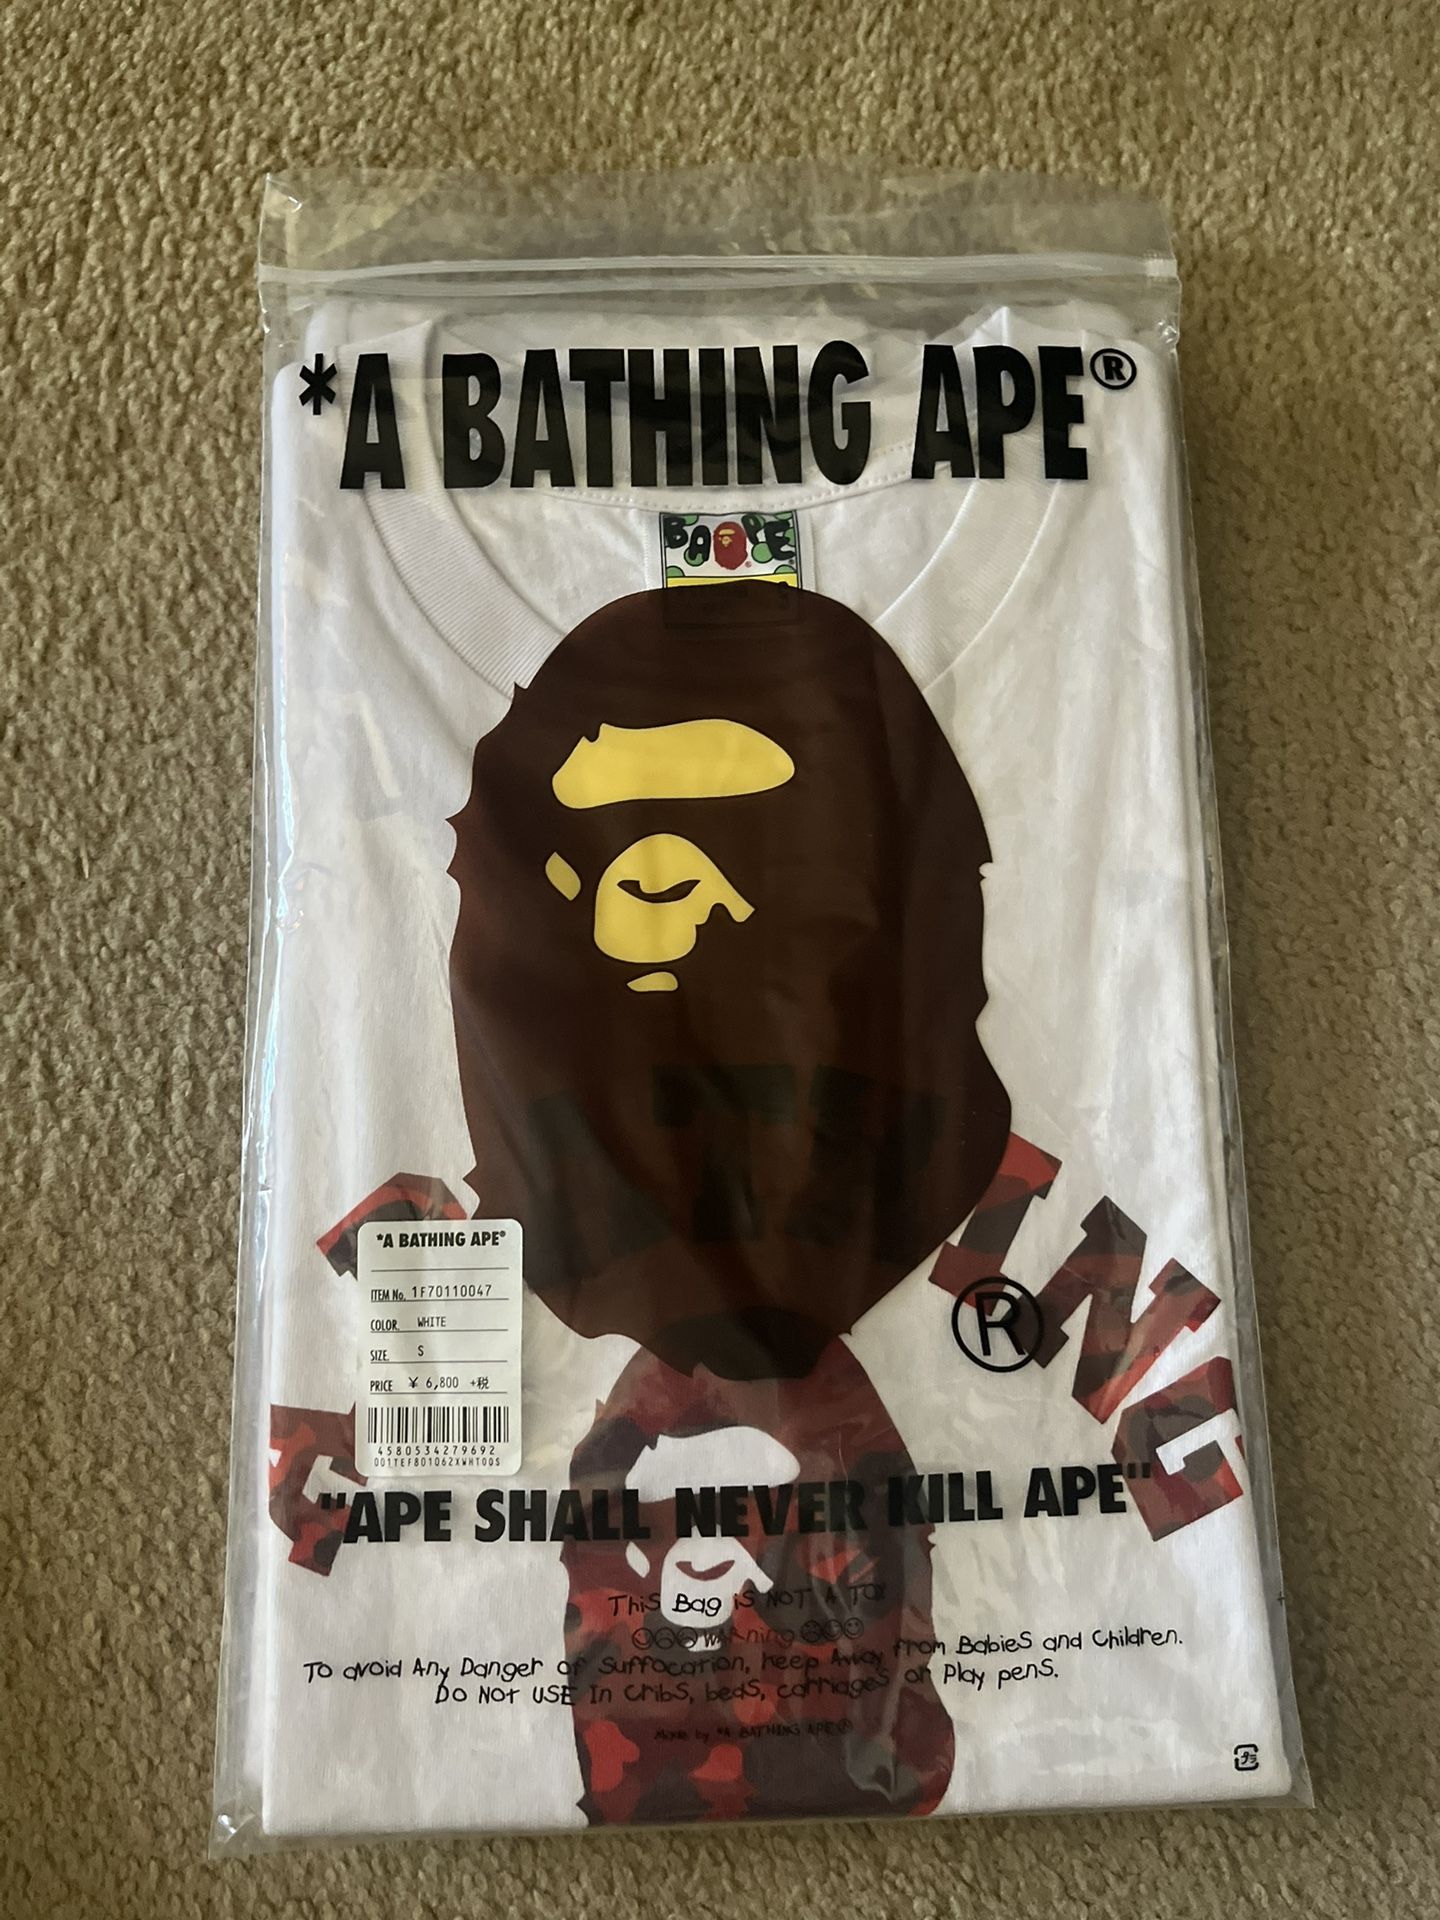 *A BATHING APE®
BAPE
*A BATHING APE®
ITEM No. 1F70110047
COLOR. WHITE
SIZE. S
PRICE ¥ 6,800 +税
4580534279692
001TEF801062XWHT00S
®
"APE SHALL NEVER KILL APE"
This Bag is NOT A TOY
WARNING
To avoid Any Danger of Suffocation, keep Away from Babies and Children.
DO NOT USE In Cribs, beds, carriages or Play pens.
Made by *A BATHING APE®